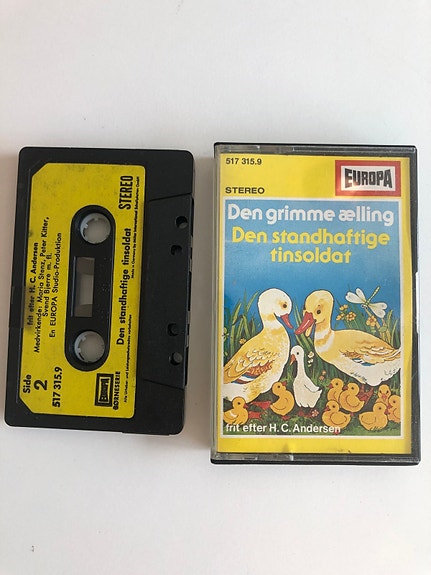 frit efter H. C. Andersen
Medvirkende: Maria Stenz, Peter Kitter,
Svend Bjerre m. fl.
En EUROPA Studio-Produktion
Side
2
517 315.9
Den standhaftige tinsoldat
STEREO
EUROPA
BØRNESERIE
517 315.9
EUROPA
STEREO
Den grimme ælling
Den standhaftige
tinsoldat
frit efter H. C. Andersen